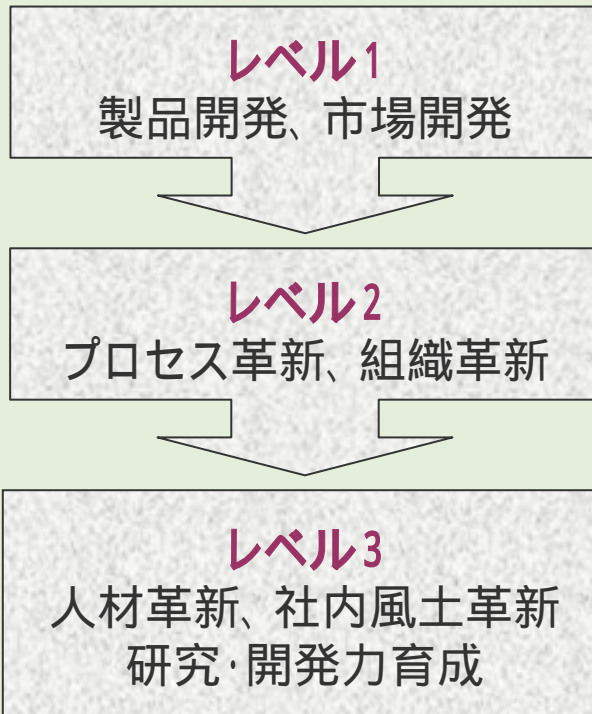 レベル1
製品開発、市場開発
レベル2
プロセス革新、組織革新
レベル3
人材革新、社内風土革新
研究・開発力育成